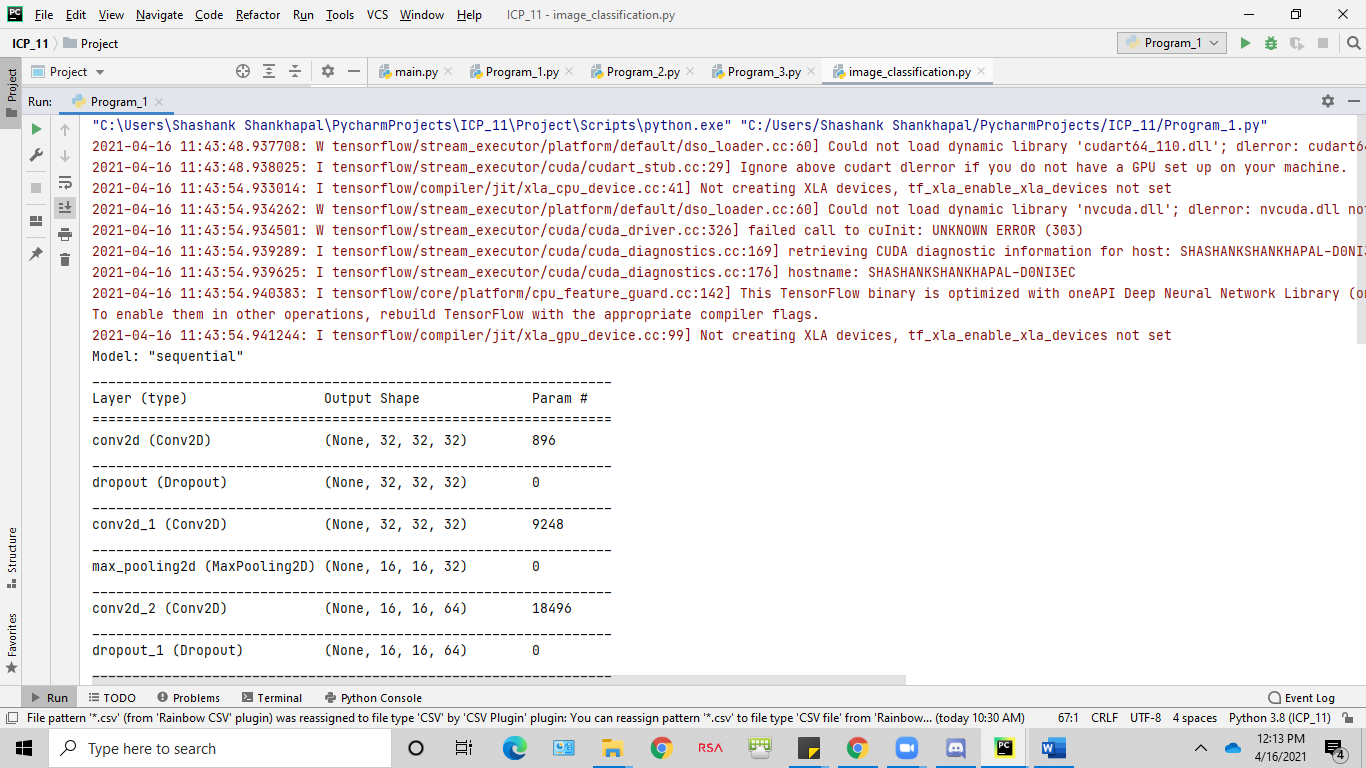 File Edit View Navigate Code Refactor Run Tools VCS Window Help ICP_11 - image_classification.py
ICP_11 Project Program_1
Project main.py Program_1.py Program_2.py Program_3.py image_classification.py
Project
Run: Program_1
"C:\Users\Shashank Shankhapal\PycharmProjects\ICP_11\Project\Scripts\python.exe" "C:/Users/Shashank Shankhapal/PycharmProjects/ICP_11/Program_1.py"
2021-04-16 11:43:48.937708: W tensorflow/stream_executor/platform/default/dso_loader.cc:60] Could not load dynamic library 'cudart64_110.dll'; dlerror: cudart64
2021-04-16 11:43:48.938025: I tensorflow/stream_executor/cuda/cudart_stub.cc:29] Ignore above cudart dlerror if you do not have a GPU set up on your machine.
2021-04-16 11:43:54.933014: I tensorflow/compiler/jit/xla_cpu_device.cc:41] Not creating XLA devices, tf_xla_enable_xla_devices not set
2021-04-16 11:43:54.934262: W tensorflow/stream_executor/platform/default/dso_loader.cc:60] Could not load dynamic library 'nvcuda.dll'; dlerror: nvcuda.dll not
2021-04-16 11:43:54.934501: W tensorflow/stream_executor/cuda/cuda_driver.cc:326] failed call to cuInit: UNKNOWN ERROR (303)
2021-04-16 11:43:54.939289: I tensorflow/stream_executor/cuda/cuda_diagnostics.cc:169] retrieving CUDA diagnostic information for host: SHASHANKSHANKHAPAL-D0NI3
2021-04-16 11:43:54.939625: I tensorflow/stream_executor/cuda/cuda_diagnostics.cc:176] hostname: SHASHANKSHANKHAPAL-D0NI3EC
2021-04-16 11:43:54.940383: I tensorflow/core/platform/cpu_feature_guard.cc:142] This TensorFlow binary is optimized with oneAPI Deep Neural Network Library (on
To enable them in other operations, rebuild TensorFlow with the appropriate compiler flags.
2021-04-16 11:43:54.941244: I tensorflow/compiler/jit/xla_gpu_device.cc:99] Not creating XLA devices, tf_xla_enable_xla_devices not set
Model: "sequential"
_________________________________________________________________
Layer (type) Output Shape Param #
=================================================================
conv2d (Conv2D) (None, 32, 32, 32) 896
_________________________________________________________________
dropout (Dropout) (None, 32, 32, 32) 0
_________________________________________________________________
conv2d_1 (Conv2D) (None, 32, 32, 32) 9248
_________________________________________________________________
max_pooling2d (MaxPooling2D) (None, 16, 16, 32) 0
_________________________________________________________________
conv2d_2 (Conv2D) (None, 16, 16, 64) 18496
_________________________________________________________________
dropout_1 (Dropout) (None, 16, 16, 64) 0
_________________________________________________________________
Structure
Favorites
Run TODO Problems Terminal Python Console Event Log
File pattern '*.csv' (from 'Rainbow CSV' plugin) was reassigned to file type 'CSV' by 'CSV Plugin' plugin: You can reassign pattern '*.csv' to file type 'CSV file' from 'Rainbow... (today 10:30 AM) 67:1 CRLF UTF-8 4 spaces Python 3.8 (ICP_11)
Type here to search RSA PC W 12:13 PM
4/16/2021 4